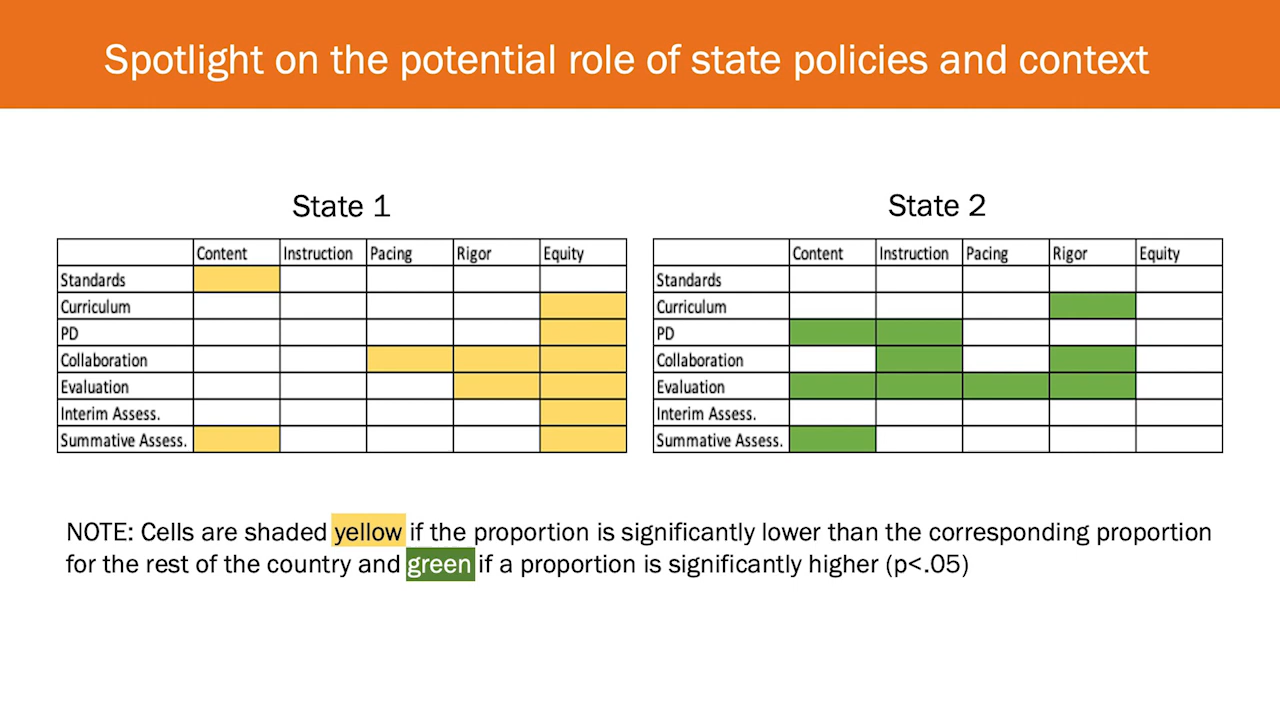 Spotlight on the potential role of state policies and context
State 1
Content Instruction Pacing Rigor Equity
Standards
Curriculum
PD
Collaboration
Evaluation
Interim Assess.
Summative Assess.
State 2
Content Instruction Pacing Rigor Equity
Standards
Curriculum
PD
Collaboration
Evaluation
Interim Assess.
Summative Assess.
NOTE: Cells are shaded yellow if the proportion is significantly lower than the corresponding proportion
for the rest of the country and green if a proportion is significantly higher (p<.05)